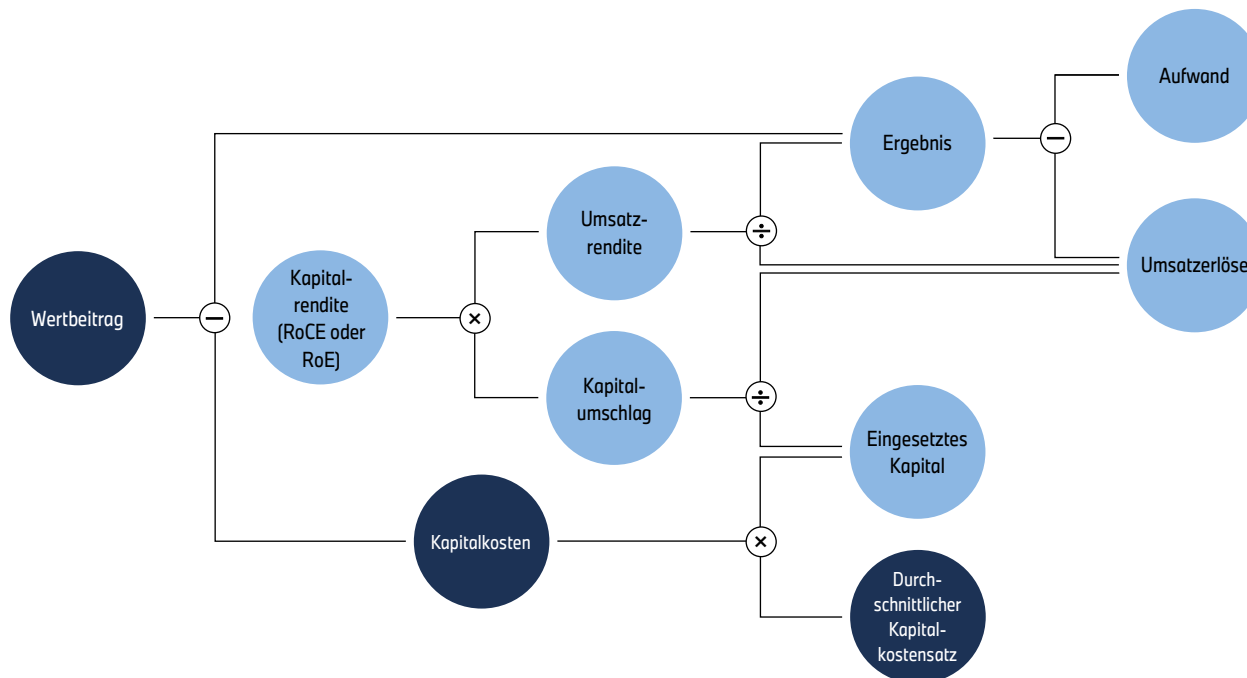 Aufwand
Ergebnis
Umsatz-
rendite
Umsatzerlöse
Kapital-
rendite
(RoCE oder
RoE)
Wertbeitrag
Kapital-
umschlag
Eingesetztes
Kapital
Kapitalkosten
Durch-
schnittlicher
Kapital-
kostensatz